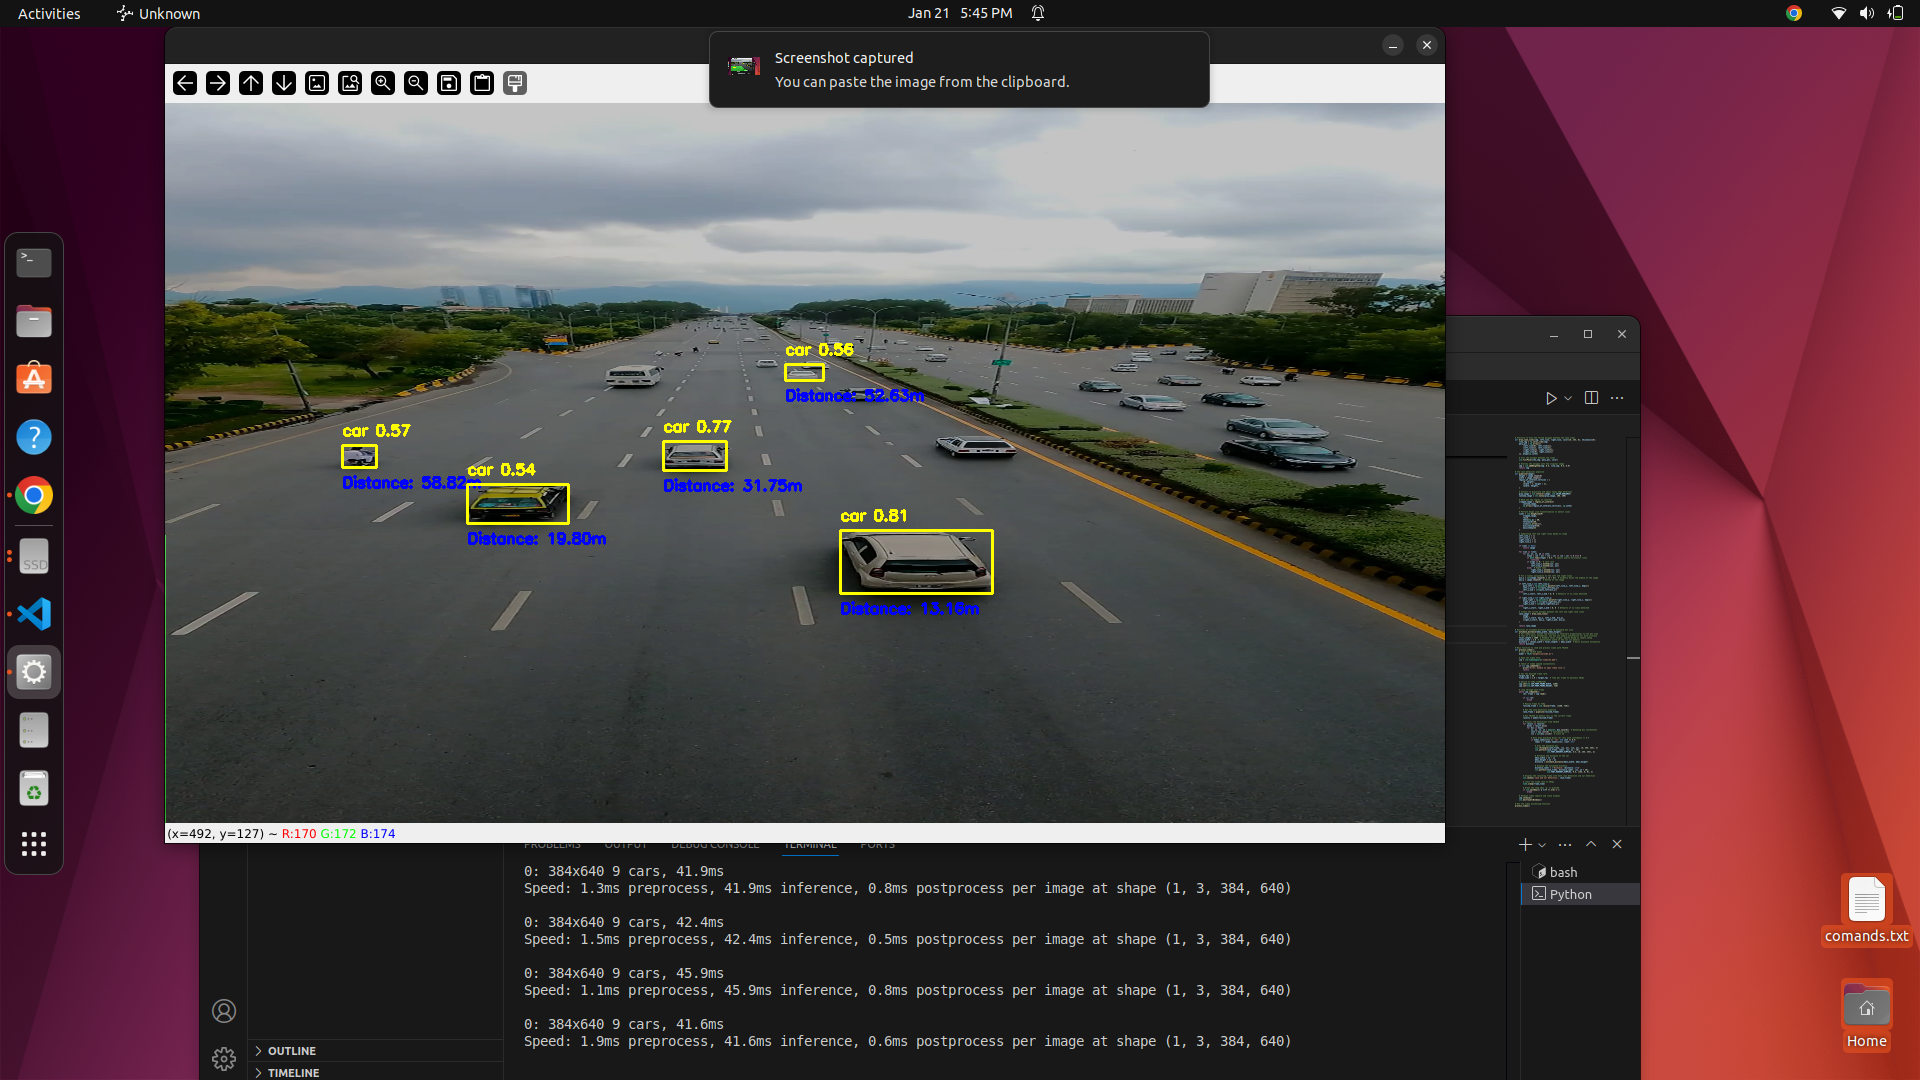 Activities
Unknown
Jan 21 5:45 PM
Screenshot captured
You can paste the image from the clipboard.
car 0.56
Distance: 52.63m
car 0.57
Distance: 58.82m
car 0.77
Distance: 31.75m
car 0.54
Distance: 19.80m
car 0.81
Distance: 13.16m
SSD
(x=492, y=127) ~ R:170 G:172 B:174
PROBLEMS
OUTPUT
DEBUG CONSOLE
TERMINAL
PORTS
0: 384x640 9 cars, 41.9ms
Speed: 1.3ms preprocess, 41.9ms inference, 0.8ms postprocess per image at shape (1, 3, 384, 640)
0: 384x640 9 cars, 42.4ms
Speed: 1.5ms preprocess, 42.4ms inference, 0.5ms postprocess per image at shape (1, 3, 384, 640)
0: 384x640 9 cars, 45.9ms
Speed: 1.1ms preprocess, 45.9ms inference, 0.8ms postprocess per image at shape (1, 3, 384, 640)
0: 384x640 9 cars, 41.6ms
Speed: 1.9ms preprocess, 41.6ms inference, 0.6ms postprocess per image at shape (1, 3, 384, 640)
bash
Python
OUTLINE
TIMELINE
comands.txt
Home